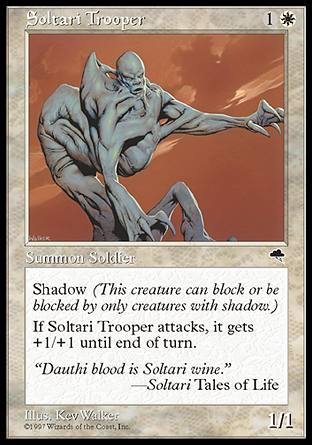 Soltari Trooper 1
WALKER
Summon Soldier
Shadow (This creature can block or be
blocked by only creatures with shadow.)
If Soltari Trooper attacks, it gets
+1/+1 until end of turn.
“Dauthi blood is Soltari wine.”
—Soltari Tales of Life
Illus. Kev Walker
©1997 Wizards of the Coast, Inc.
1/1